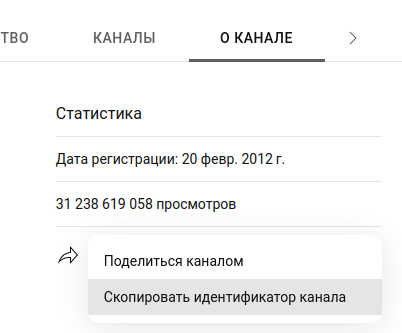 ТВО КАНАЛЫ О КАНАЛЕ
Статистика
Дата регистрации: 20 февр. 2012 г.
31 238 619 058 просмотров
Поделиться каналом
Скопировать идентификатор канала